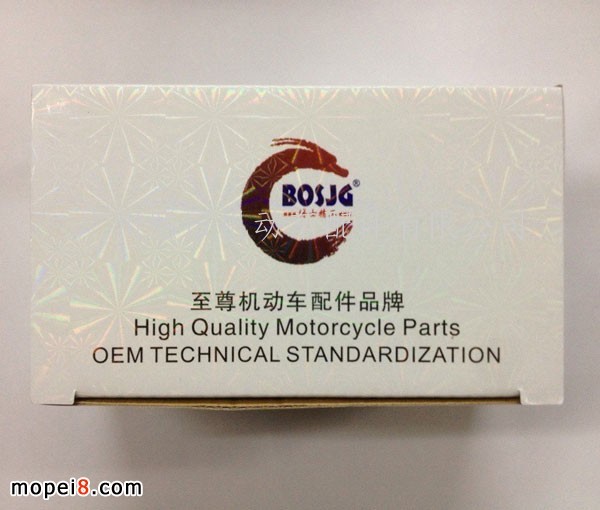 BOSJG®
至尊机动车配件品牌
High Quality Motorcycle Parts
OEM TECHNICAL STANDARDIZATION
mopei8.com